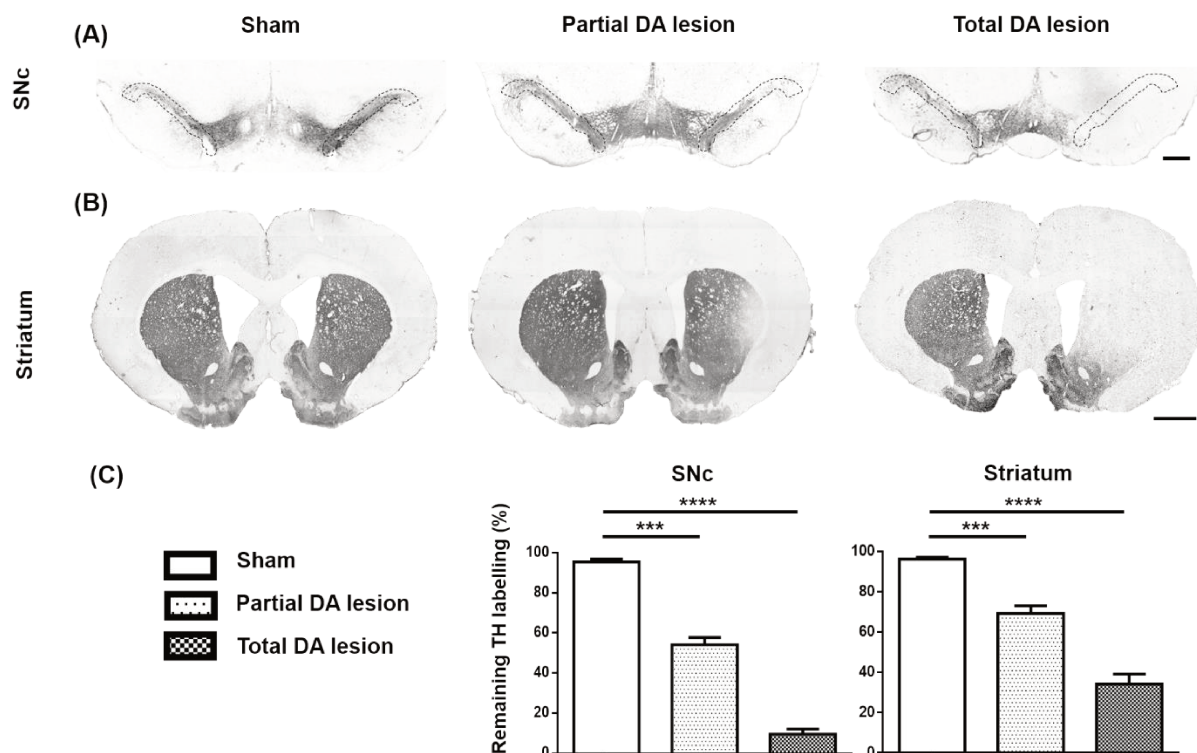 (A)
Sham
Partial DA lesion
Total DA lesion
SNc
(B)
Striatum
(C)
Sham
Partial DA lesion
Total DA lesion
SNc
Striatum
Remaining TH labelling (%)
****
***
100
80
60
40
20
0
****
***
100
80
60
40
20
0